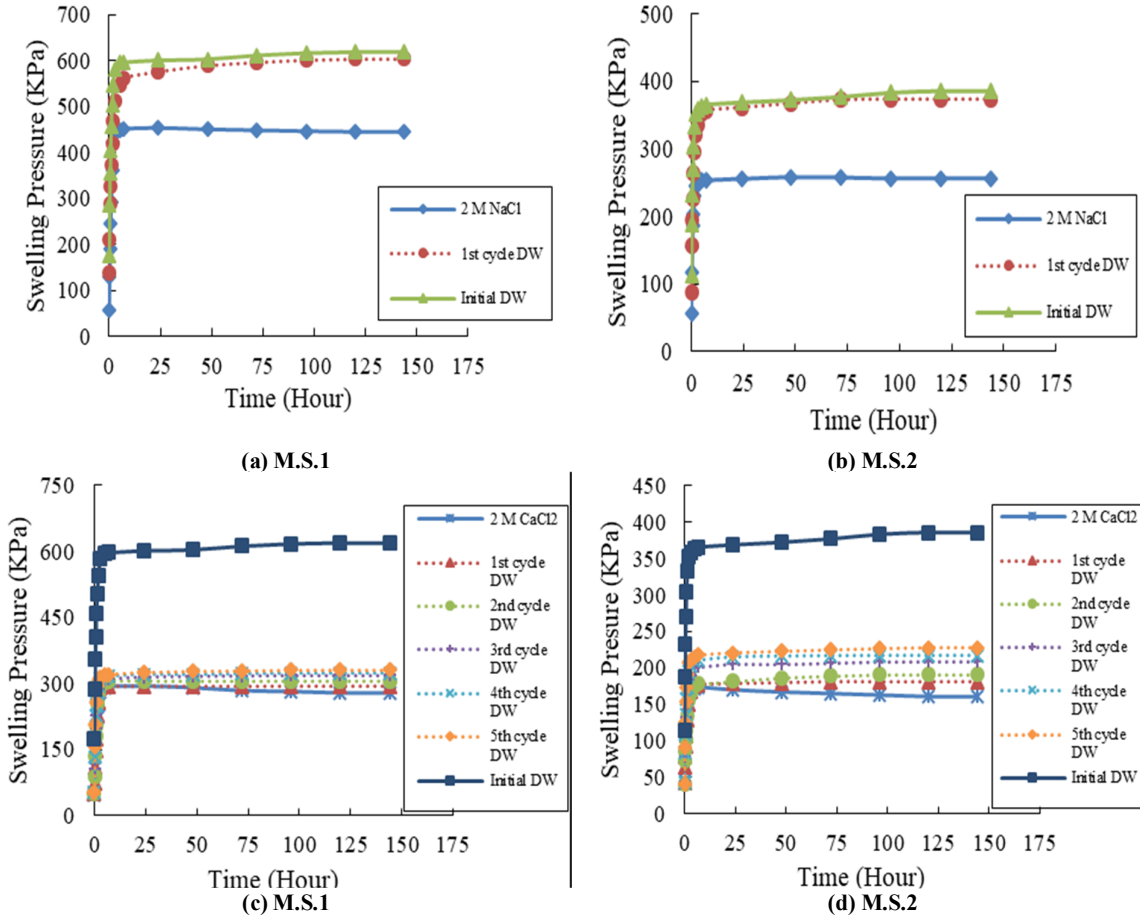 Swelling Pressure (KPa)
700
600
500
400
300
200
100
0
0 25 50 75 100 125 150 175
Time (Hour)
2 M NaCl
1st cycle DW
Initial DW
(a) M.S.1
Swelling Pressure (KPa)
500
400
300
200
100
0
0 25 50 75 100 125 150 175
Time (Hour)
2 M NaCl
1st cycle DW
Initial DW
(b) M.S.2
Swelling Pressure (KPa)
750
600
450
300
150
0
0 25 50 75 100 125 150 175
Time (Hour)
2 M CaCl2
1st cycle
DW
2nd cycle
DW
3rd cycle
DW
4th cycle
DW
5th cycle
DW
Initial DW
(c) M.S.1
Swelling Pressure (KPa)
450
400
350
300
250
200
150
100
50
0
0 25 50 75 100 125 150 175
Time (Hour)
2 M CaCl2
1st cycle
DW
2nd cycle
DW
3rd cycle
DW
4th cycle
DW
5th cycle
DW
Initial DW
(d) M.S.2